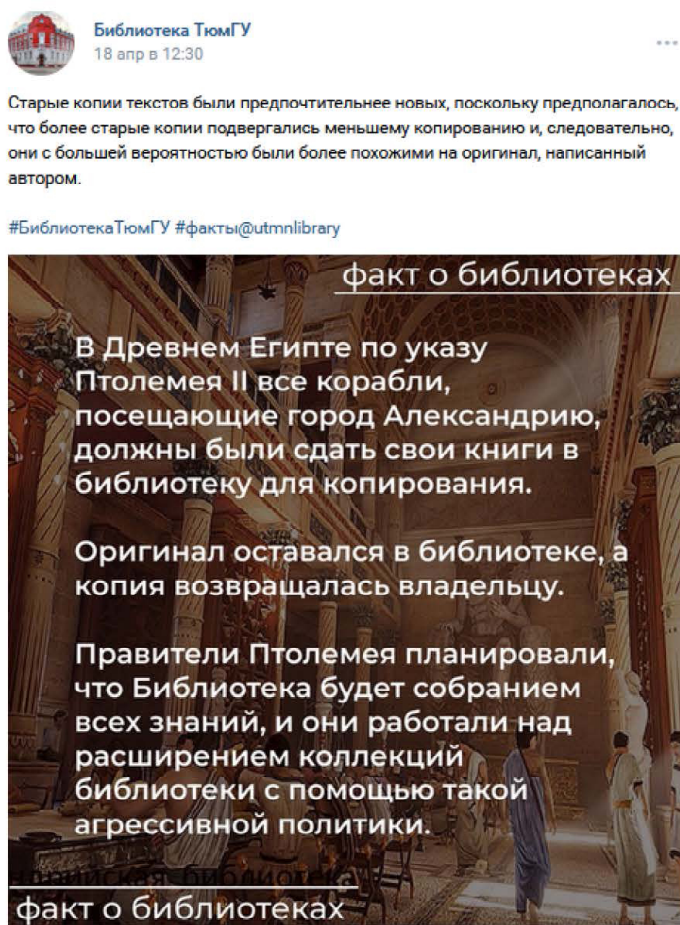 Библиотека ТюмГУ
18 апр в 12:30
Старые копии текстов были предпочтительнее новых, поскольку предполагалось,
что более старые копии подвергались меньшему копированию и, следовательно,
они с большей вероятностью были более похожими на оригинал, написанный
автором.
#БиблиотекаТюмГУ #факты@utmnlibrary
факт о библиотеках
В Древнем Египте по указу
Птолемея II все корабли,
посещающие город Александрию,
должны были сдать свои книги в
библиотеку для копирования.
Оригинал оставался в библиотеке, а
копия возвращалась владельцу.
Правители Птолемея планировали,
что Библиотека будет собранием
всех знаний, и они работали над
расширением коллекций
библиотеки с помощью такой
агрессивной политики.
библиотека
факт о библиотеках